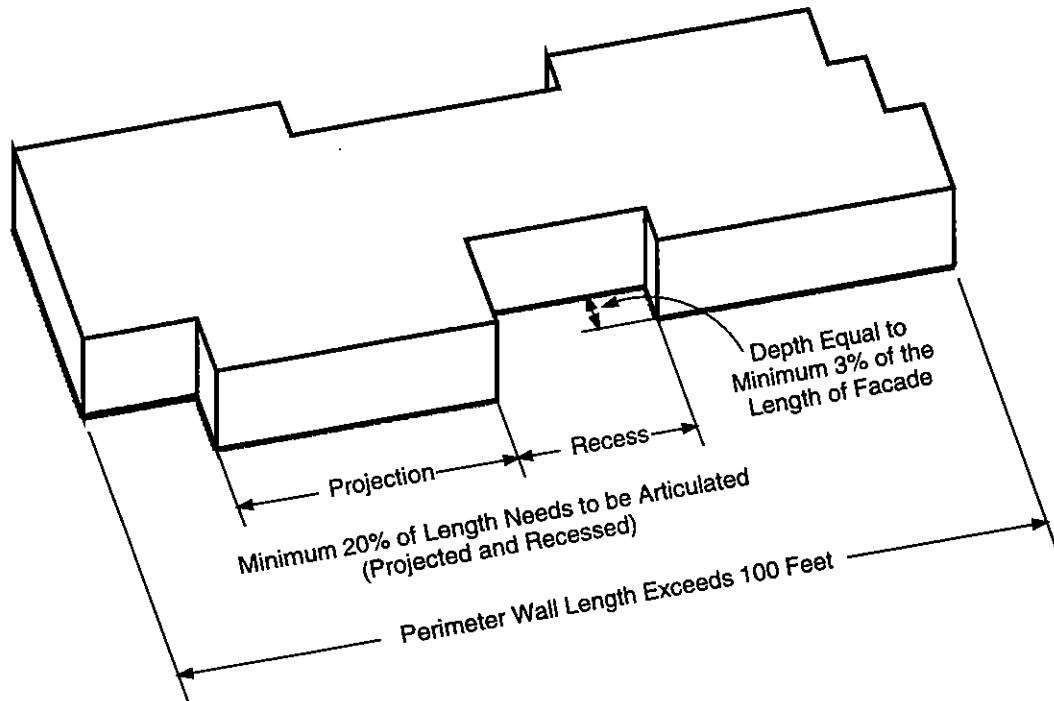 Depth Equal to
Minimum 3% of the
Length of Facade
Projection
Recess
Minimum 20% of Length Needs to be Articulated
(Projected and Recessed)
Perimeter Wall Length Exceeds 100 Feet